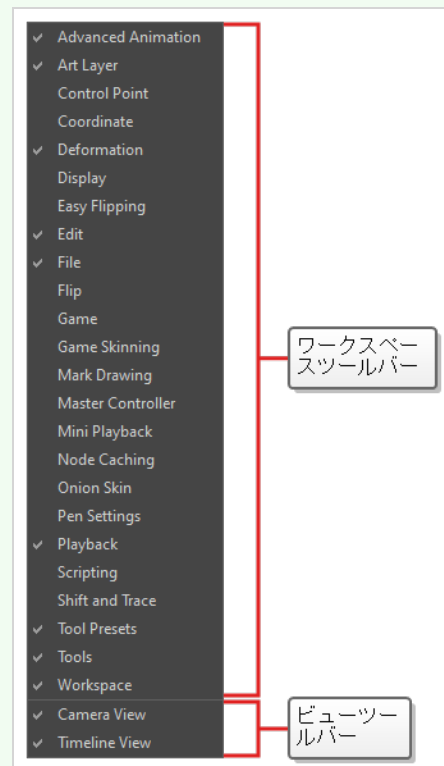 Advanced Animation
Art Layer
Control Point
Coordinate
Deformation
Display
Easy Flipping
Edit
File
Flip
Game
Game Skinning
Mark Drawing
Master Controller
Mini Playback
Node Caching
Onion Skin
Pen Settings
Playback
Scripting
Shift and Trace
Tool Presets
Tools
Workspace
Camera View
Timeline View
ワークスペー
スツールバー
ビューツー
ルバー